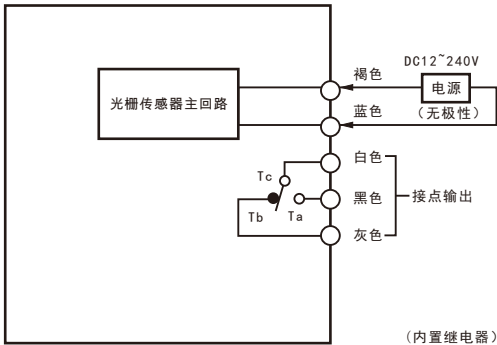 DC12~240V
褐色
电源
光栅传感器主回路
蓝色
(无极性)
白色
Tc
黑色
接点输出
Tb
Ta
灰色
(内置继电器)